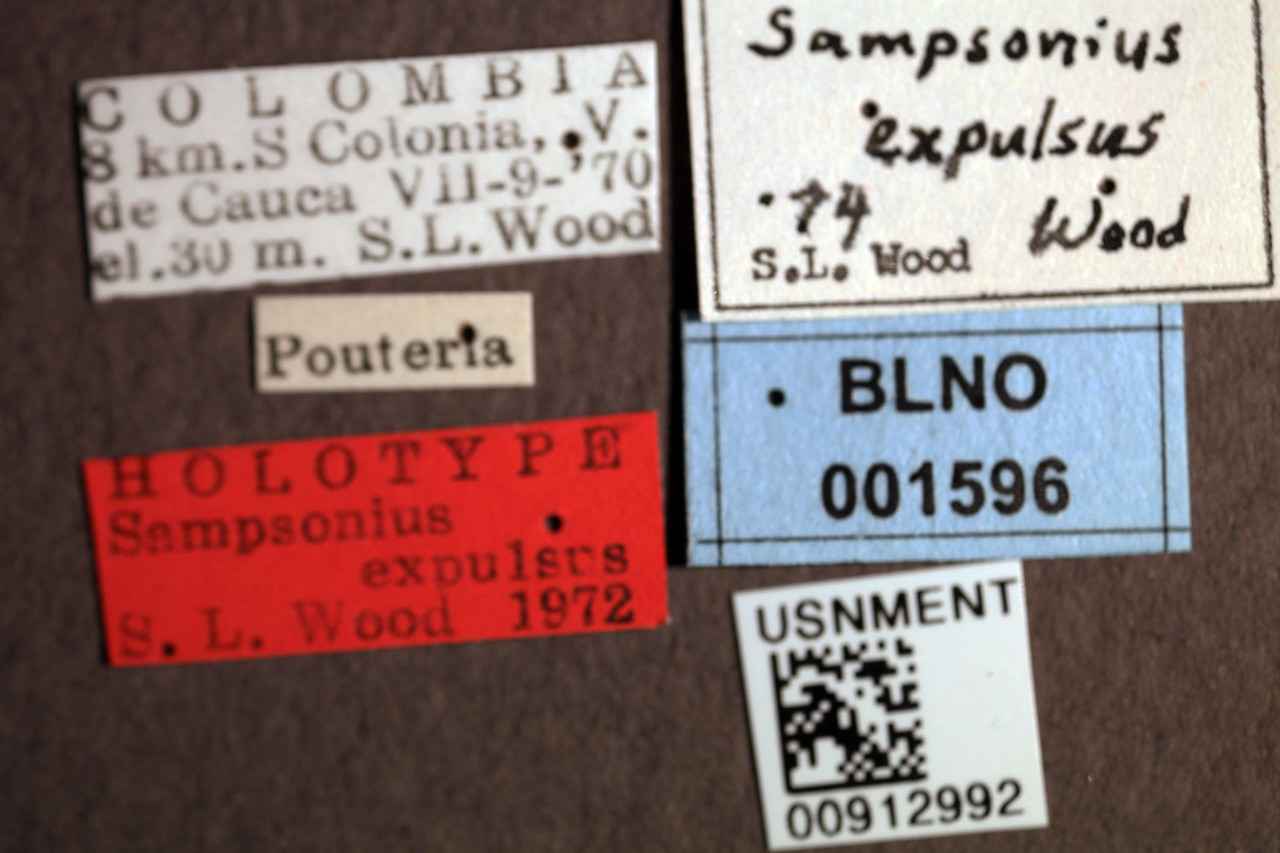 COLOMBIA
8 km.S Colonia, V.
de Cauca VII-9-'70
el.30 m. S.L.Wood
Pouteria
HOLOTYPE
Sampsonius
expulsus
S. L. Wood 1972
Sampsonius
expulsus
'74 Wood
S.L. Wood
BLNO
001596
USNMENT
00912992